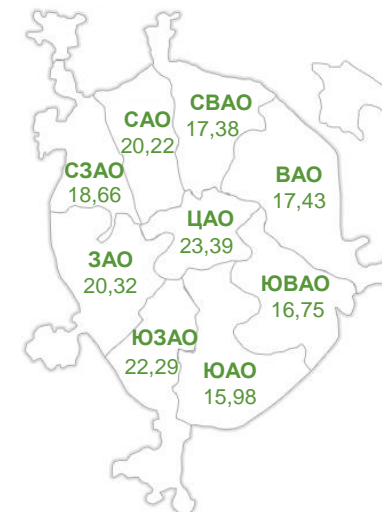 СВАО
17,38
САО
20,22
СЗАО
18,66
ВАО
17,43
ЦАО
23,39
ЗАО
20,32
ЮВАО
16,75
ЮЗАО
22,29
ЮАО
15,98